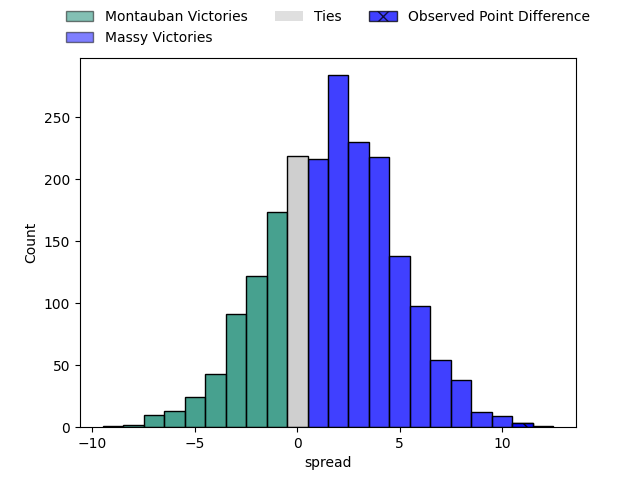 Montauban Victories
Massy Victories
Ties
Observed Point Difference
Count
250
200
150
100
50
0
−10
−5
0
5
10
spread